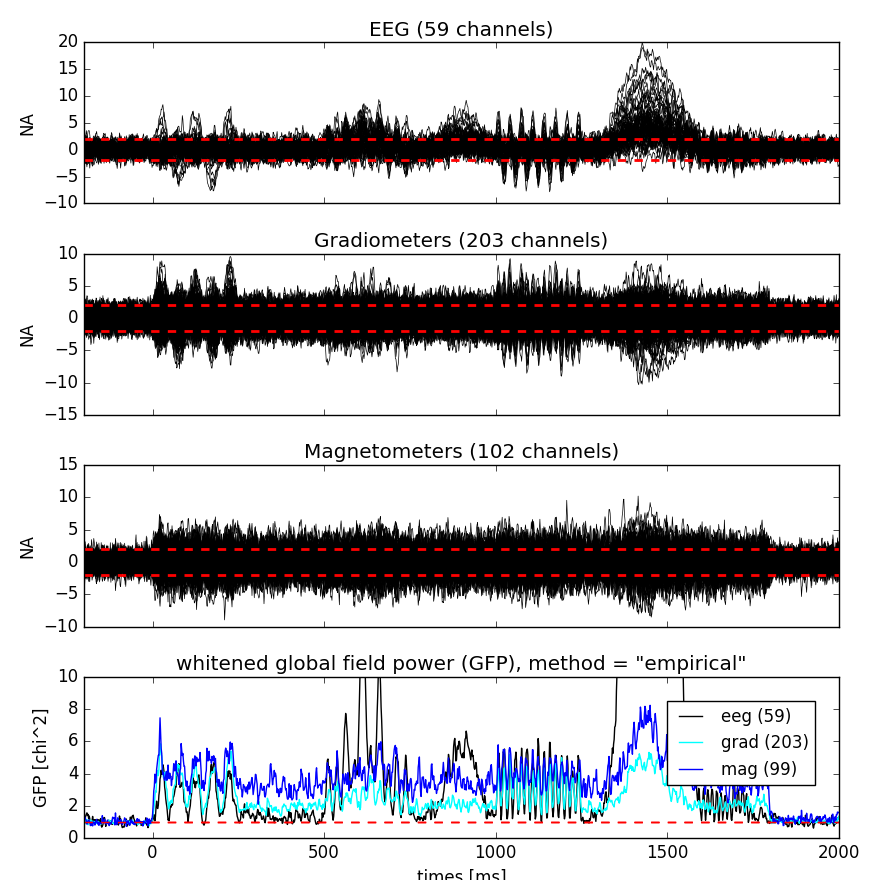 EEG (59 channels)
20
15
10
5
0
−5
−10
NA
Gradiometers (203 channels)
10
5
0
−5
−10
−15
NA
Magnetometers (102 channels)
15
10
5
0
−5
−10
NA
whitened global field power (GFP), method = "empirical"
10
8
6
4
2
0
GFP [chi^2]
eeg (59)
grad (203)
mag (99)
0 500 1000 1500 2000
times [ms]